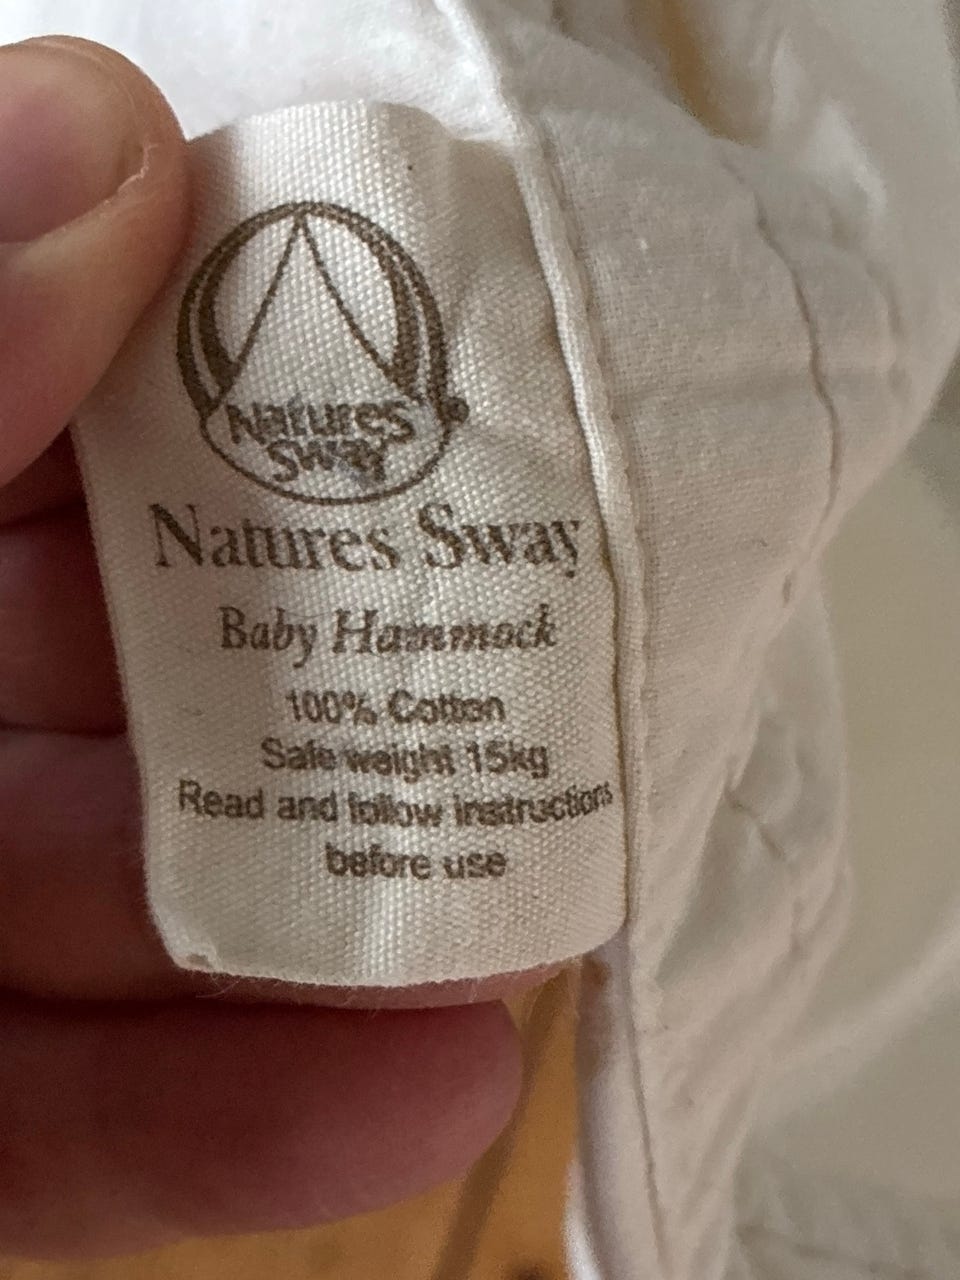 Natures
Sway
Natures Sway
Baby Hammock
100% Cotton
Safe weight 15kg
Read and follow instructions
before use